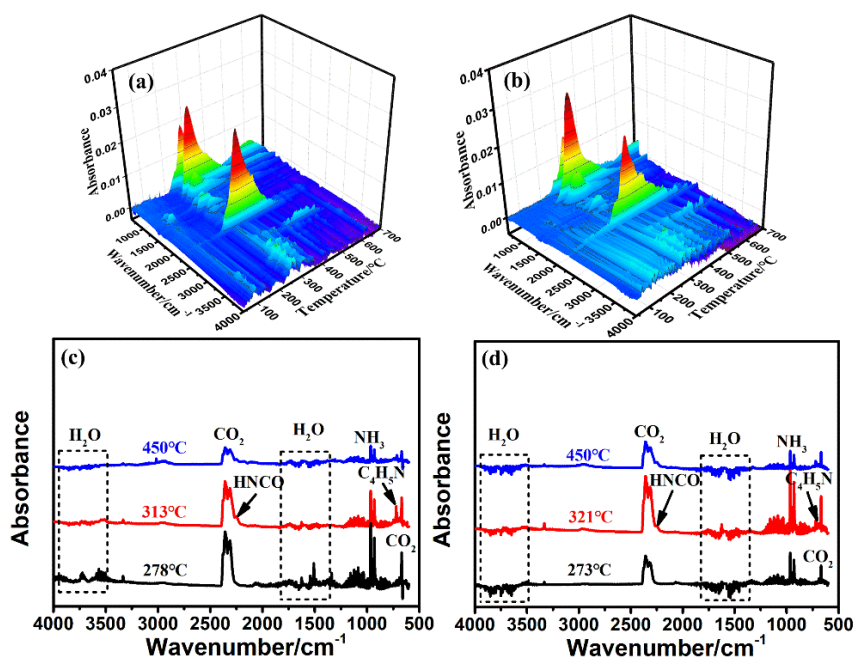 (a)
0.04
0.03
0.02
0.01
0.00
Absorbance
1000
1500
2000
2500
3000
3500
4000
Wavenumber/cm⁻¹
100
200
300
400
500
600
700
Temperature/°C
(b)
0.04
0.03
0.02
0.01
0.00
Absorbance
1000
1500
2000
2500
3000
3500
4000
Wavenumber/cm⁻¹
100
200
300
400
500
600
700
Temperature/°C
(c)
Absorbance
H₂O
450°C
CO₂
H₂O
NH₃
C₄H₅N
HNCO
313°C
CO₂
278°C
4000 3500 3000 2500 2000 1500 1000 500
Wavenumber/cm⁻¹
(d)
Absorbance
H₂O
450°C
CO₂
H₂O
NH₃
C₄H₅N
HNCO
321°C
CO₂
273°C
4000 3500 3000 2500 2000 1500 1000 500
Wavenumber/cm⁻¹